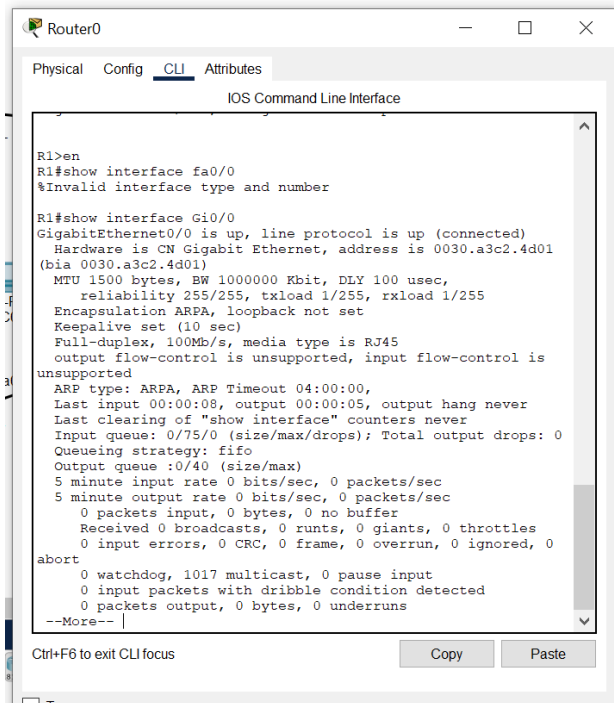 Router0
Physical Config CLI Attributes
IOS Command Line Interface
R1>en
R1#show interface fa0/0
%Invalid interface type and number
R1#show interface Gi0/0
GigabitEthernet0/0 is up, line protocol is up (connected)
Hardware is CN Gigabit Ethernet, address is 0030.a3c2.4d01
(bia 0030.a3c2.4d01)
MTU 1500 bytes, BW 1000000 Kbit, DLY 100 usec,
reliability 255/255, txload 1/255, rxload 1/255
Encapsulation ARPA, loopback not set
Keepalive set (10 sec)
Full-duplex, 100Mb/s, media type is RJ45
output flow-control is unsupported, input flow-control is
unsupported
ARP type: ARPA, ARP Timeout 04:00:00,
Last input 00:00:08, output 00:00:05, output hang never
Last clearing of "show interface" counters never
Input queue: 0/75/0 (size/max/drops); Total output drops: 0
Queueing strategy: fifo
Output queue :0/40 (size/max)
5 minute input rate 0 bits/sec, 0 packets/sec
5 minute output rate 0 bits/sec, 0 packets/sec
0 packets input, 0 bytes, 0 no buffer
Received 0 broadcasts, 0 runts, 0 giants, 0 throttles
0 input errors, 0 CRC, 0 frame, 0 overrun, 0 ignored, 0
abort
0 watchdog, 1017 multicast, 0 pause input
0 input packets with dribble condition detected
0 packets output, 0 bytes, 0 underruns
--More--
Ctrl+F6 to exit CLI focus
Copy Paste